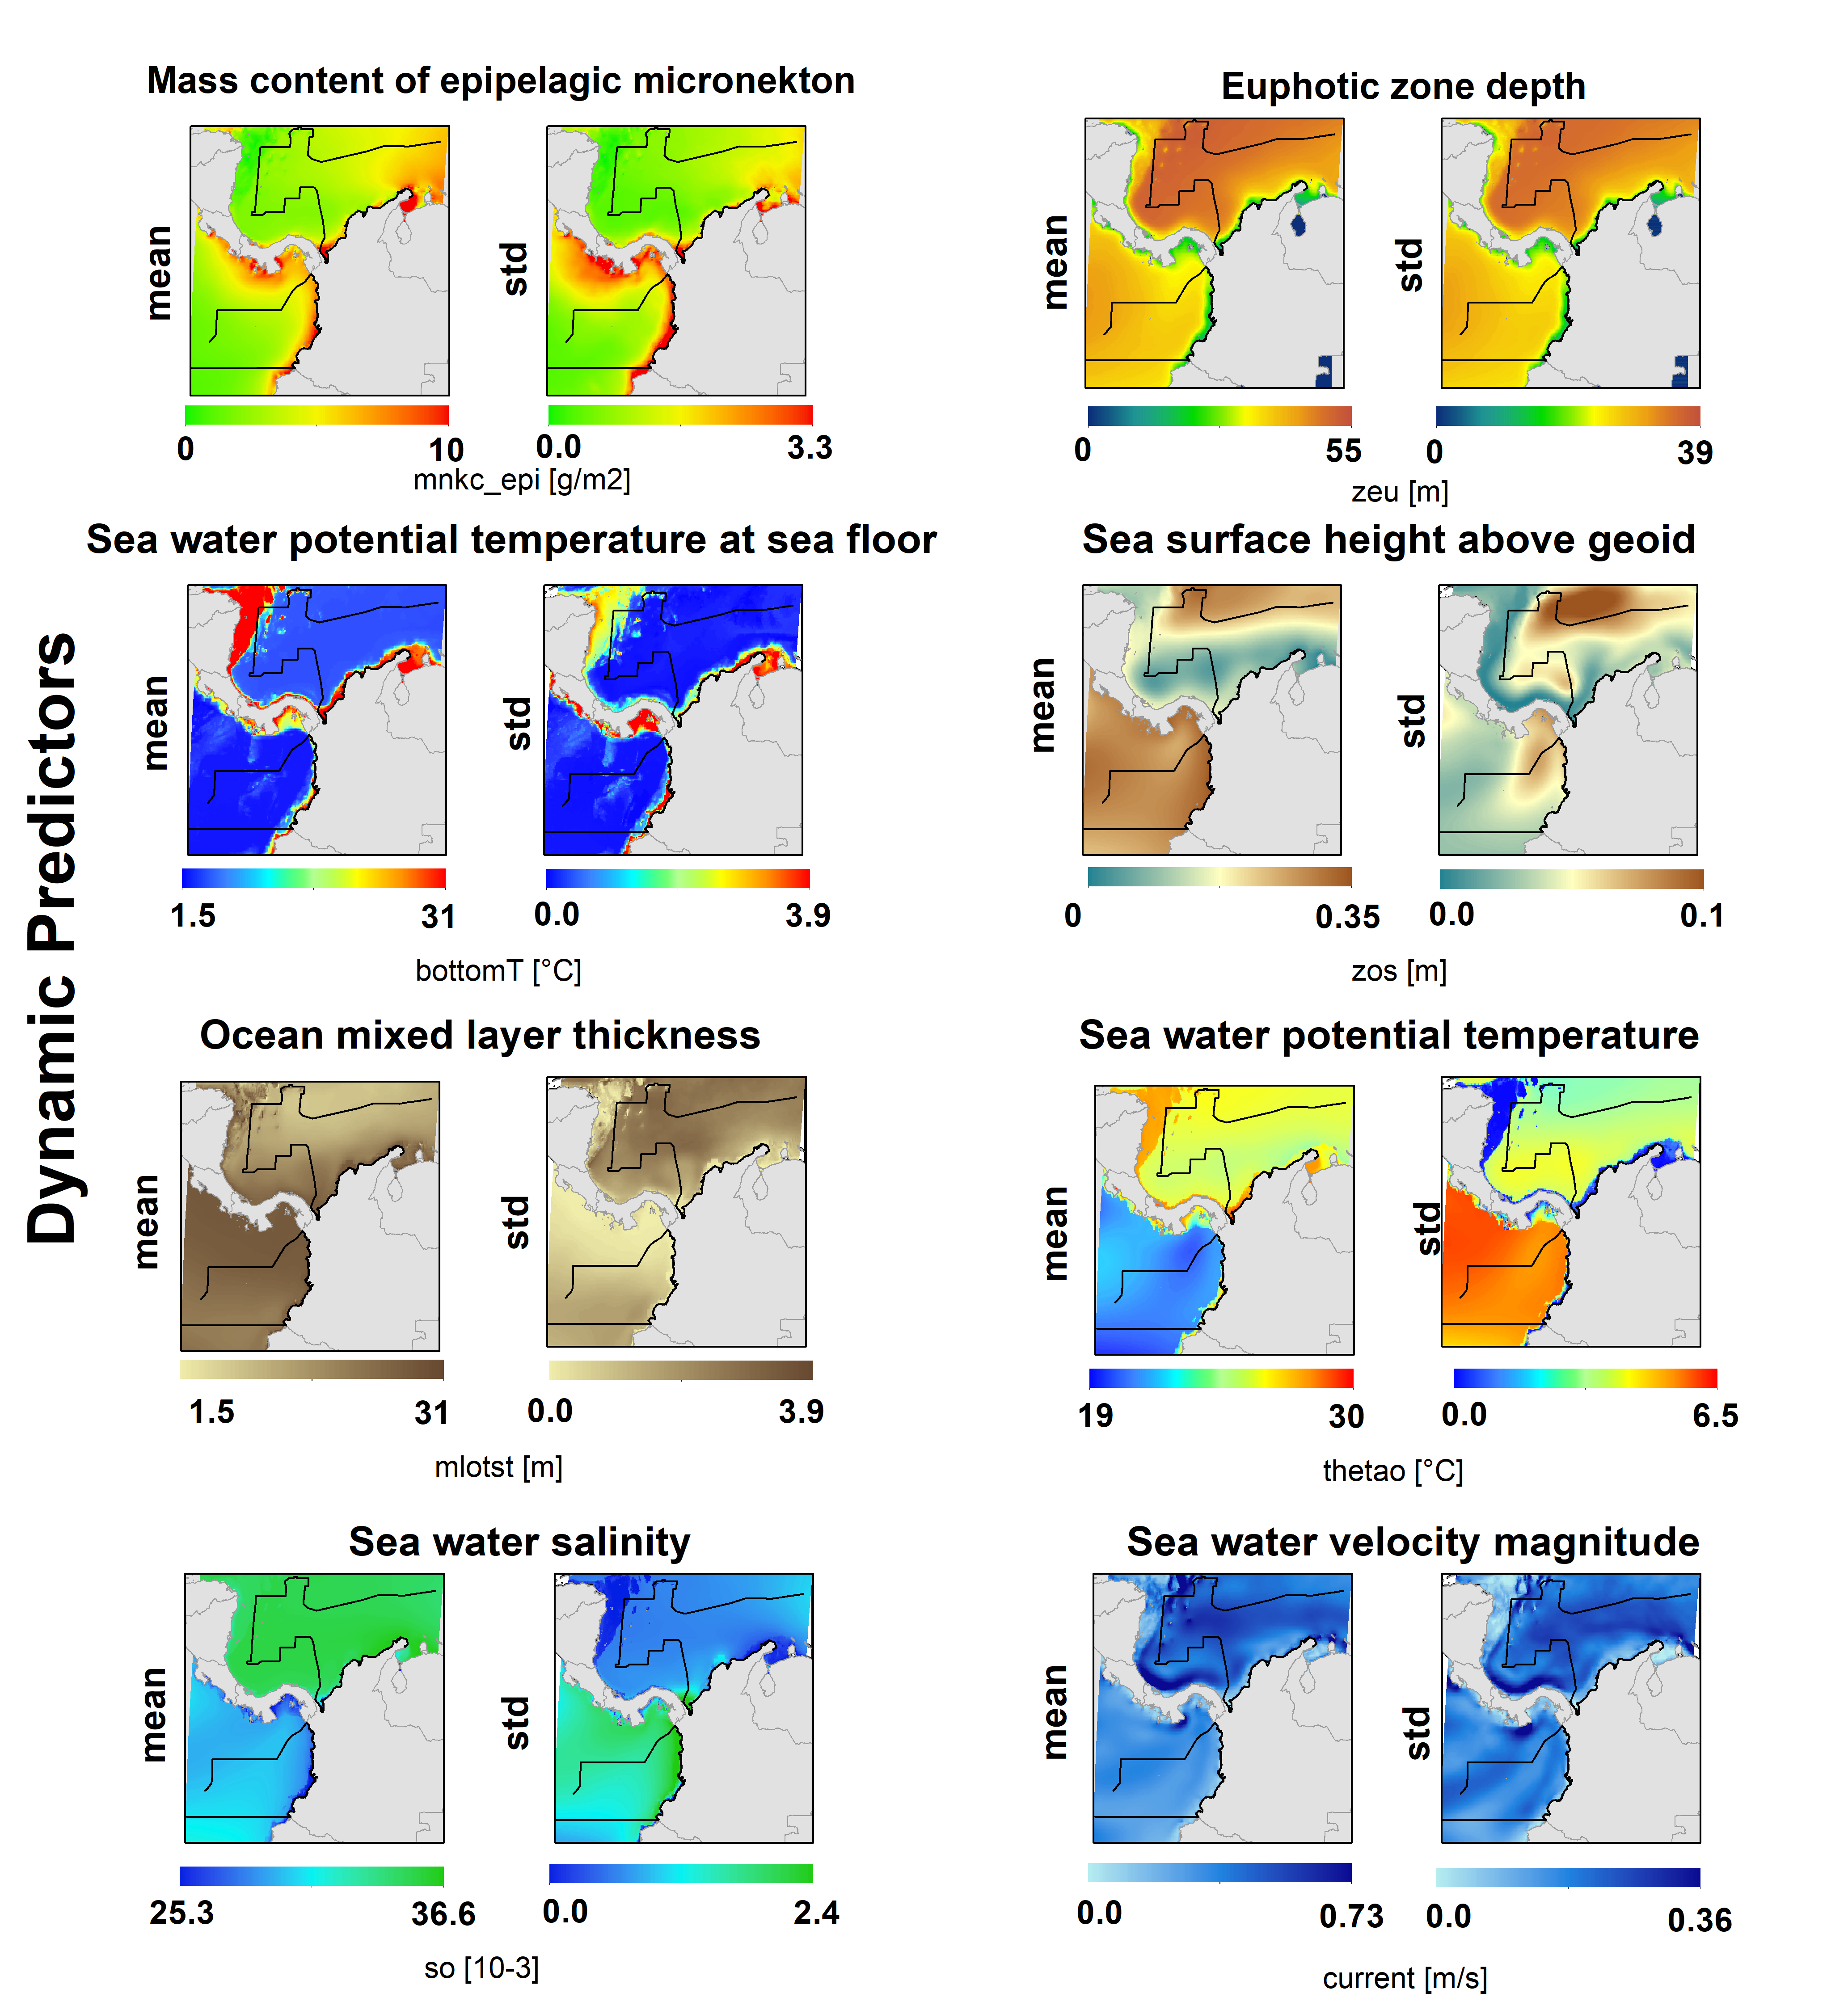 Dynamic Predictors
Mass content of epipelagic micronekton
mean
std
0 10
0.0 3.3
mnkc_epi [g/m2]
Euphotic zone depth
mean
std
0 55
0 39
zeu [m]
Sea water potential temperature at sea floor
mean
std
1.5 31
0.0 3.9
bottomT [°C]
Sea surface height above geoid
mean
std
0 0.35
0.0 0.1
zos [m]
Ocean mixed layer thickness
mean
std
1.5 31
0.0 3.9
mlotst [m]
Sea water potential temperature
mean
std
19 30
0.0 6.5
thetao [°C]
Sea water salinity
mean
std
25.3 36.6
0.0 2.4
so [10-3]
Sea water velocity magnitude
mean
std
0.0 0.73
0.0 0.36
current [m/s]